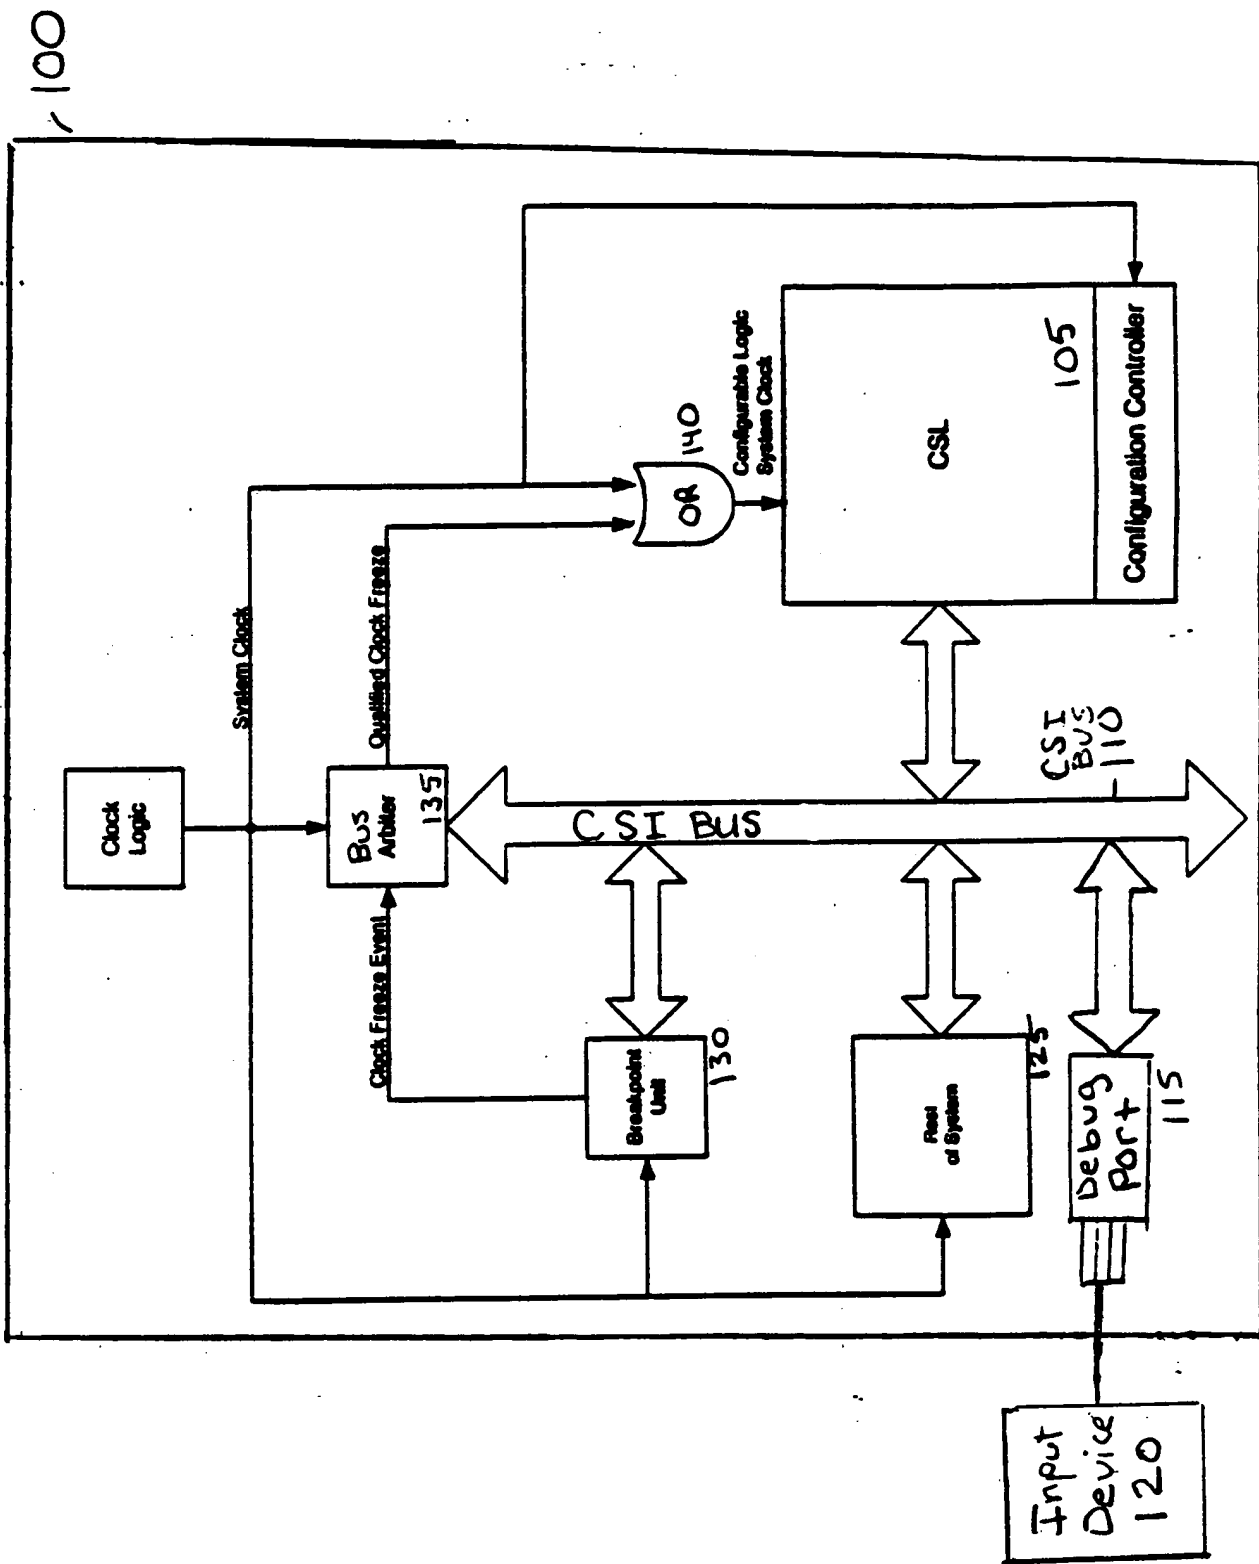 100
Clock
Logic
System Clock
Clock Freeze Event
Bus
Arbiter
135
Qualified Clock Freeze
OR
140
Configurable Logic
System Clock
Breakpoint
Unit
130
CSI BUS
CSL
105
Configuration Controller
Rest
of System
125
CSI
BUS
110
Debug
Port
115
Input
Device
120